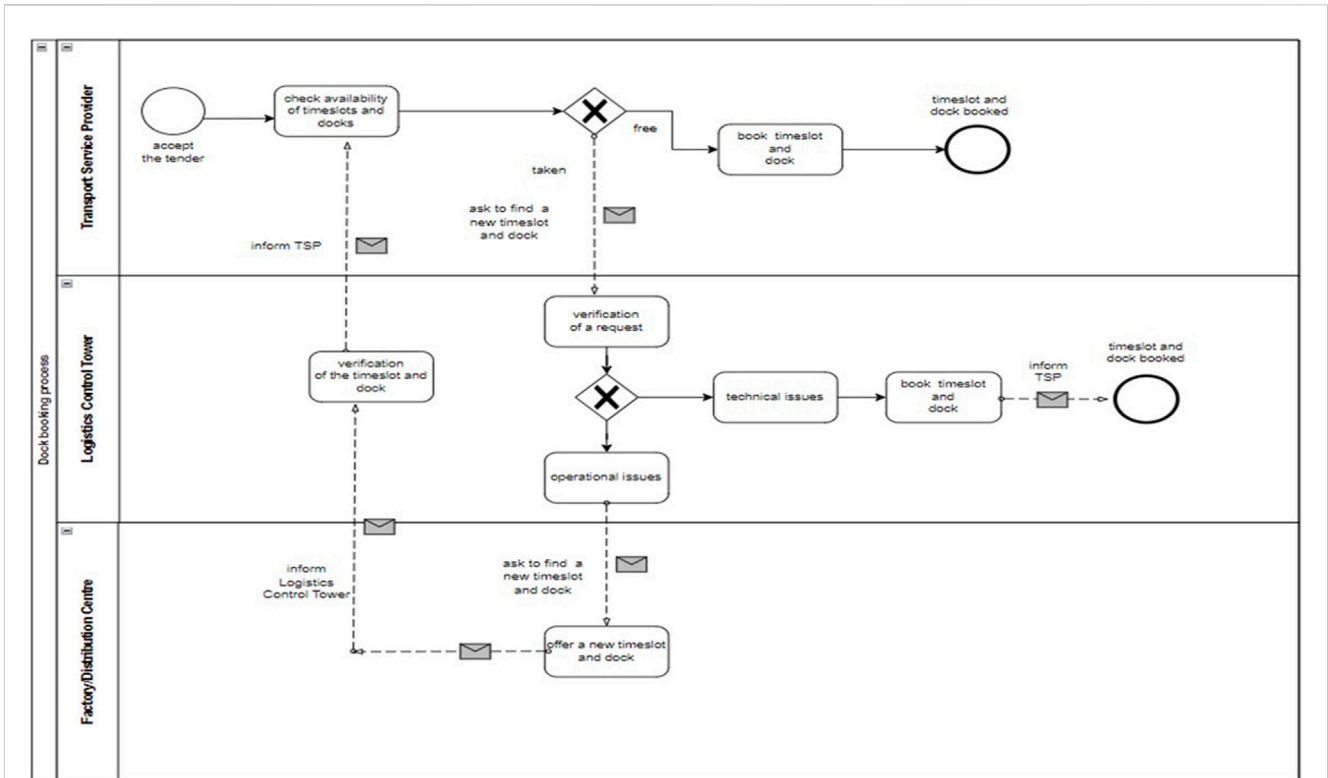 Dock booking process
Transport Service Provider
accept
the tender
check availability
of timeslots and
docks
free
book timeslot
and
dock
timeslot and
dock booked
taken
ask to find a
new timeslot
and dock
inform TSP
Logistics Control Tower
verification
of a request
verification
of the timeslot and
dock
technical issues
book timeslot
and
dock
inform
TSP
timeslot and
dock booked
operational issues
Factory/Distribution Centre
inform
Logistics
Control Tower
ask to find a
new timeslot
and dock
offer a new timeslot
and dock